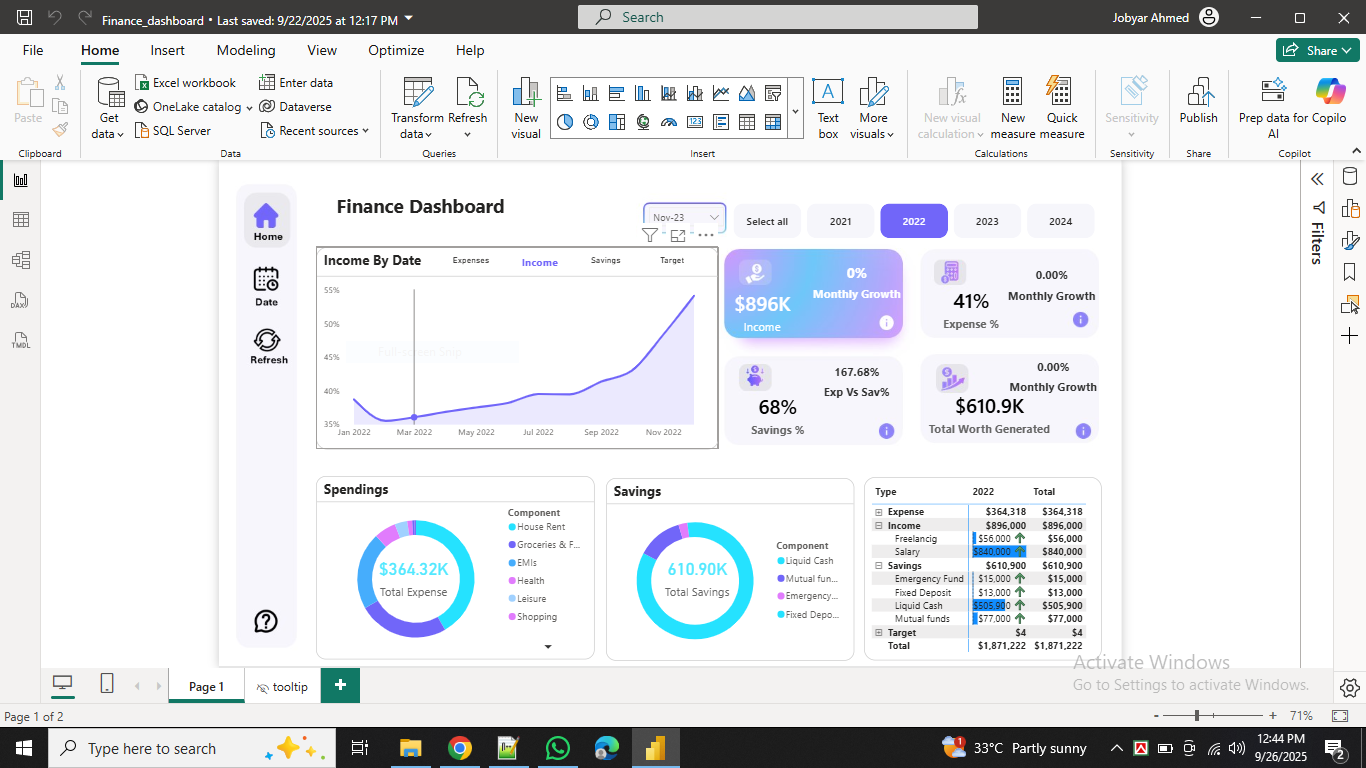 Finance_dashboard • Last saved: 9/22/2025 at 12:17 PM
Search
Jobyar Ahmed
File Home Insert Modeling View Optimize Help
Share
Paste
Clipboard
Get data
Excel workbook
OneLake catalog
SQL Server
Enter data
Dataverse
Recent sources
Data
Transform data
Refresh
Queries
New visual
Text box
More visuals
Insert
New visual calculation
New measure
Quick measure
Calculations
Sensitivity
Sensitivity
Publish
Share
Prep data for AI
Copilo
Copilot
DAX
TMDL
Home
Date
Refresh
Finance Dashboard
Nov-23
Select all 2021 2022 2023 2024
Income By Date
Expenses Income Savings Target
55%
50%
45%
40%
35%
Full-screen Snip
Jan 2022 Mar 2022 May 2022 Jul 2022 Sep 2022 Nov 2022
0%
Monthly Growth
$896K
Income
0.00%
Monthly Growth
41%
Expense %
167.68%
Exp Vs Sav%
68%
Savings %
0.00%
Monthly Growth
$610.9K
Total Worth Generated
Filters
Spendings
$364.32K
Total Expense
Component
House Rent
Groceries & F...
EMIs
Health
Leisure
Shopping
Savings
610.90K
Total Savings
Component
Liquid Cash
Mutual fun...
Emergency...
Fixed Depo...
Type 2022 Total
Expense $364,318 $364,318
Income $896,000 $896,000
Freelancig $56,000 $56,000
Salary $840,000 $840,000
Savings $610,900 $610,900
Emergency Fund $15,000 $15,000
Fixed Deposit $13,000 $13,000
Liquid Cash $505,900 $505,900
Mutual funds $77,000 $77,000
Target $4 $4
Total $1,871,222 $1,871,222
Activate Windows
Go to Settings to activate Windows.
Page 1 tooltip
Page 1 of 2
71%
Type here to search
1
33°C Partly sunny
12:44 PM
9/26/2025
2